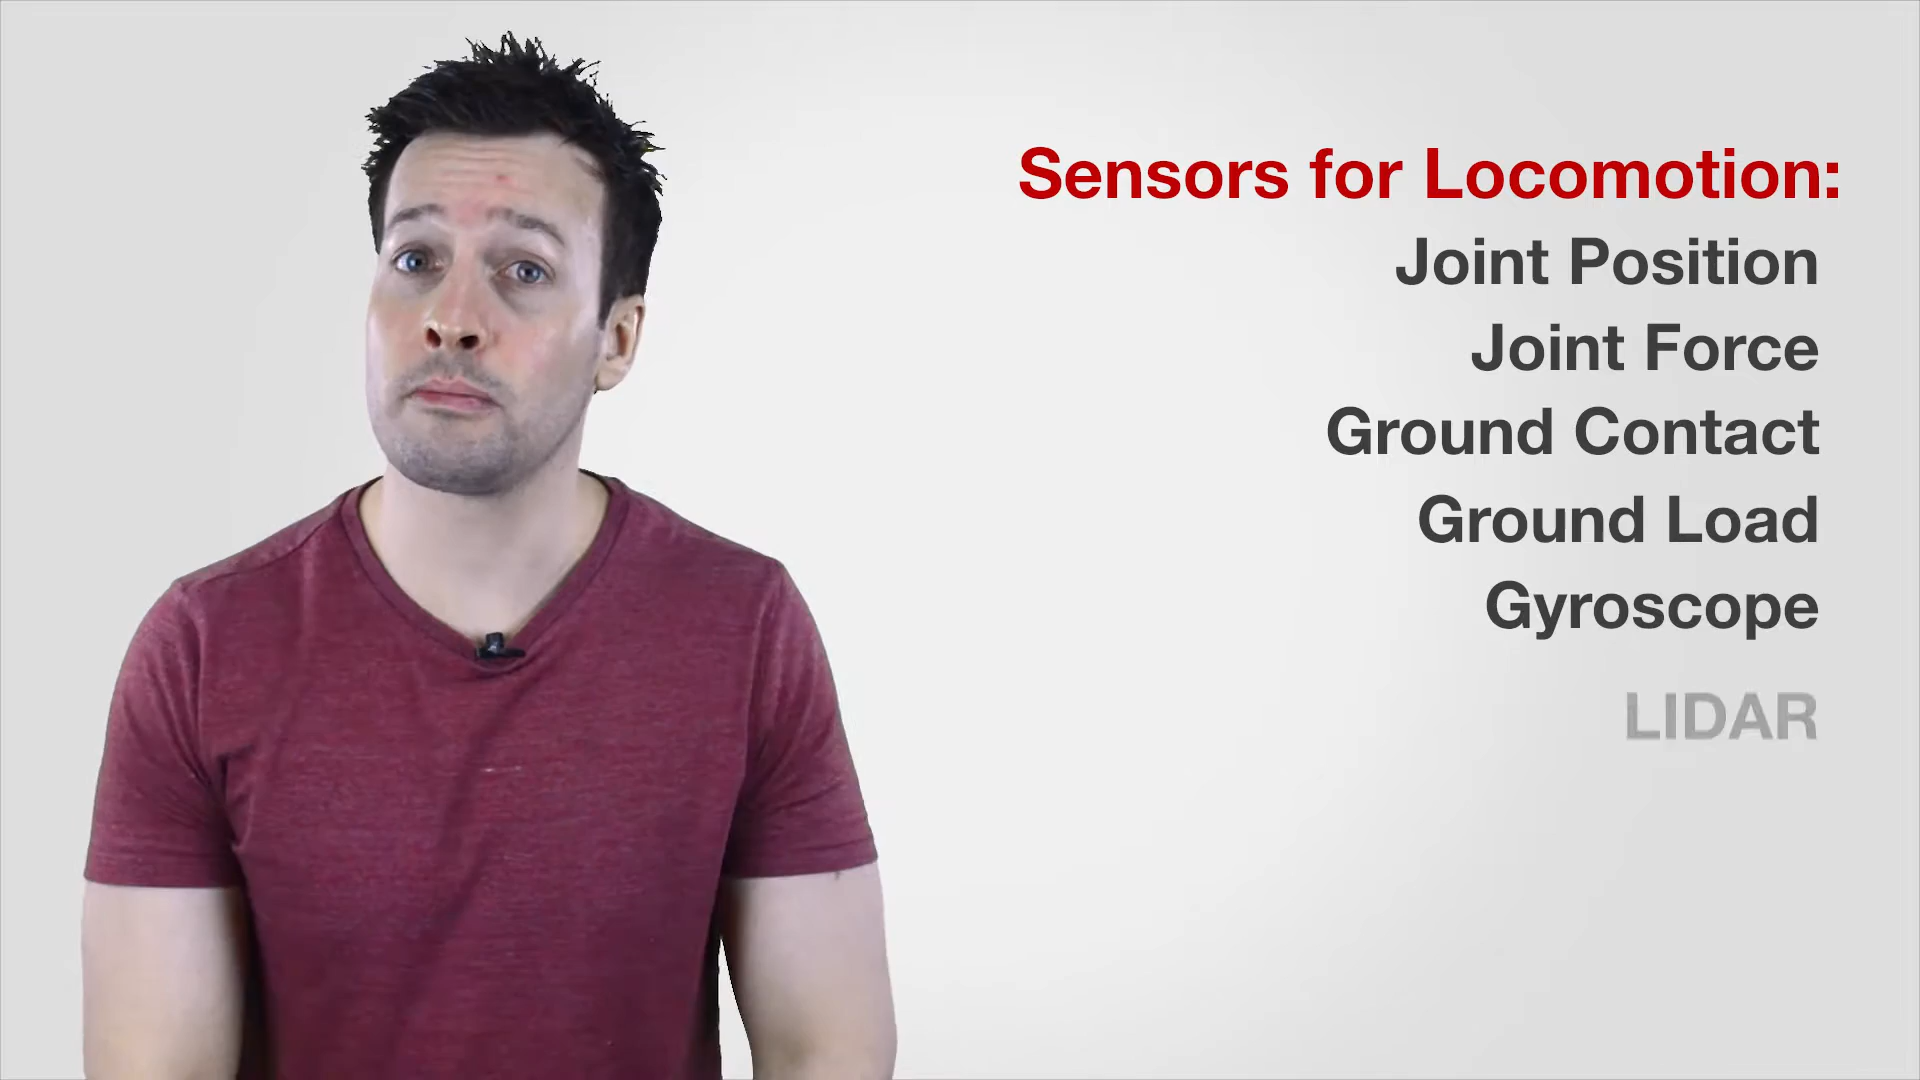 Sensors for Locomotion:
Joint Position
Joint Force
Ground Contact
Ground Load
Gyroscope
LIDAR